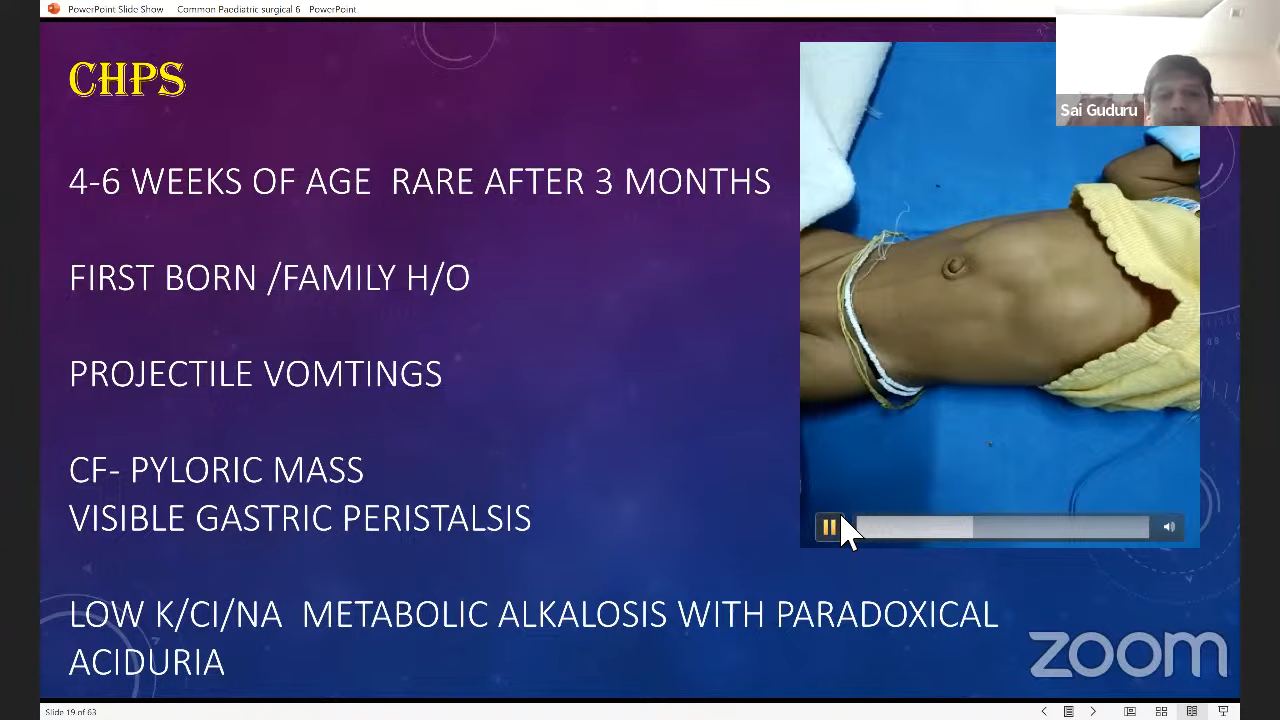 PowerPoint Slide Show
Common Paediatric surgical 6 - PowerPoint
Sai Guduru
CHPS
4-6 WEEKS OF AGE  RARE AFTER 3 MONTHS
FIRST BORN /FAMILY H/O
PROJECTILE VOMTINGS
CF- PYLORIC MASS
VISIBLE GASTRIC PERISTALSIS
LOW K/CI/NA  METABOLIC ALKALOSIS WITH PARADOXICAL
ACIDURIA
zoom
Slide 19 of 63